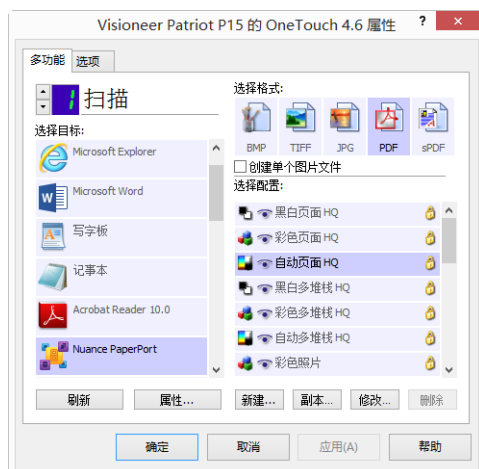 Visioneer Patriot P15 的 OneTouch 4.6 属性
多功能 选项
1 扫描
选择目标:
Microsoft Explorer
Microsoft Word
写字板
记事本
Acrobat Reader 10.0
Nuance PaperPort
刷新 属性...
选择格式:
BMP TIFF JPG PDF sPDF
创建单个图片文件
选择配置:
黑白页面 HQ
彩色页面 HQ
自动页面 HQ
黑白多堆栈 HQ
彩色多堆栈 HQ
自动多堆栈 HQ
彩色照片
新建... 副本... 修改... 删除
确定 取消 应用(A) 帮助